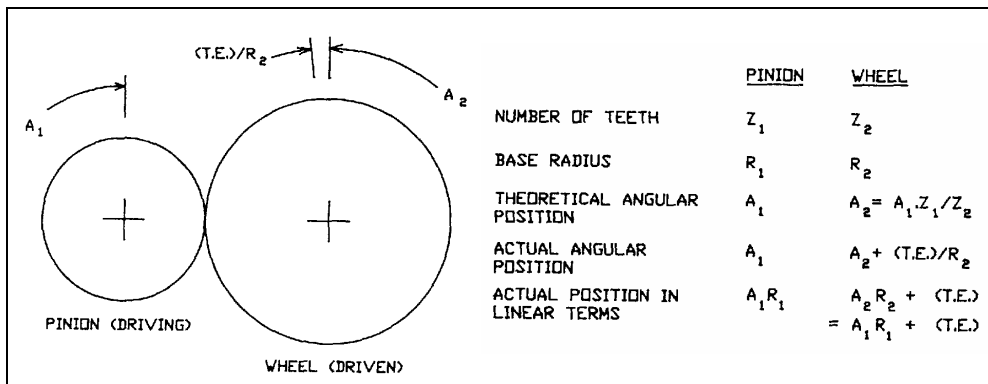 (T.E.)/R₂
A₁
A₂
PINION (DRIVING)
WHEEL (DRIVEN)
PINION WHEEL
NUMBER OF TEETH Z₁ Z₂
BASE RADIUS R₁ R₂
THEORETICAL ANGULAR
POSITION A₁ A₂= A₁.Z₁/Z₂
ACTUAL ANGULAR
POSITION A₁ A₂+ (T.E.)/R₂
ACTUAL POSITION IN A₁R₁ A₂R₂ + (T.E.)
LINEAR TERMS = A₁R₁ + (T.E.)